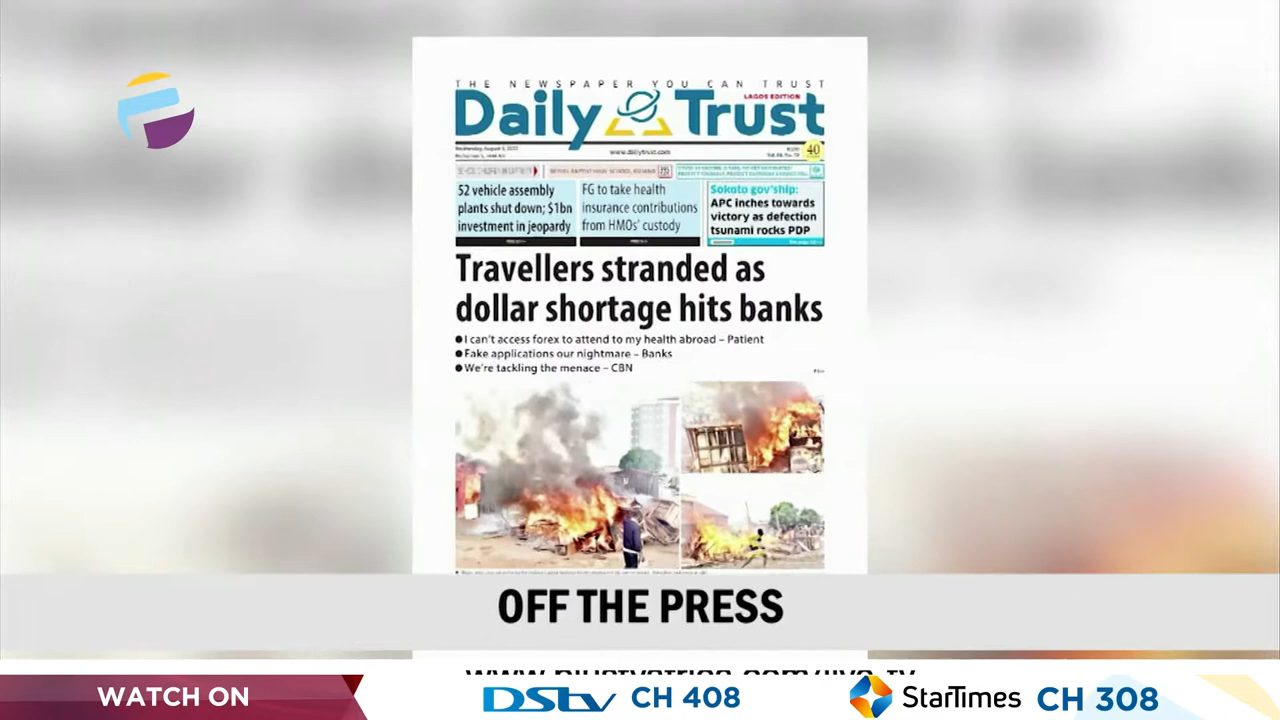 THE NEWSPAPER YOU CAN TRUST
LAGOS EDITION
Daily Trust
www.dailytrust.com
40
52 vehicle assembly
plants shut down; $1bn
investment in jeopardy
FG to take health
insurance contributions
from HMOs' custody
Sokoto gov'ship:
APC inches towards
victory as defection
tsunami rocks PDP
Travellers stranded as
dollar shortage hits banks
● I can't access forex to attend to my health abroad – Patient
● Fake applications our nightmare – Banks
● We're tackling the menace – CBN
OFF THE PRESS
WATCH ON
DStv CH 408
StarTimes CH 308